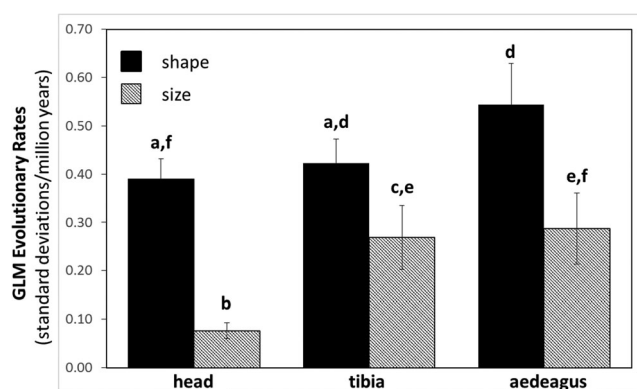 GLM Evolutionary Rates
(standard deviations/million years)
0.70
0.60
0.50
0.40
0.30
0.20
0.10
0.00
shape
size
a,f
b
a,d
c,e
d
e,f
head
tibia
aedeagus